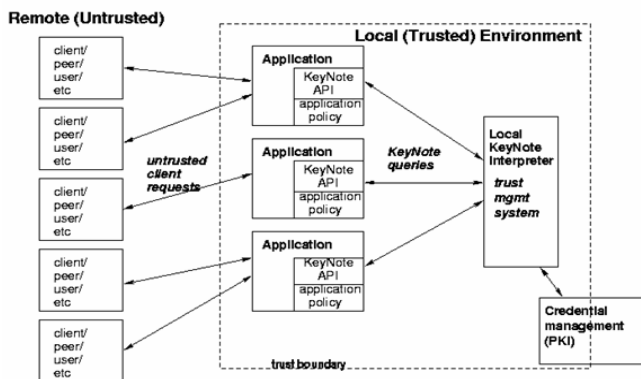 Remote (Untrusted)
Local (Trusted) Environment
client/
peer/
user/
etc
client/
peer/
user/
etc
client/
peer/
user/
etc
client/
peer/
user/
etc
client/
peer/
user/
etc
untrusted
client
requests
Application
KeyNote
API
application
policy
Application
KeyNote
API
application
policy
Application
KeyNote
API
application
policy
KeyNote
queries
Local
KeyNote
Interpreter
trust
mgmt
system
Credential
management
(PKI)
trust boundary